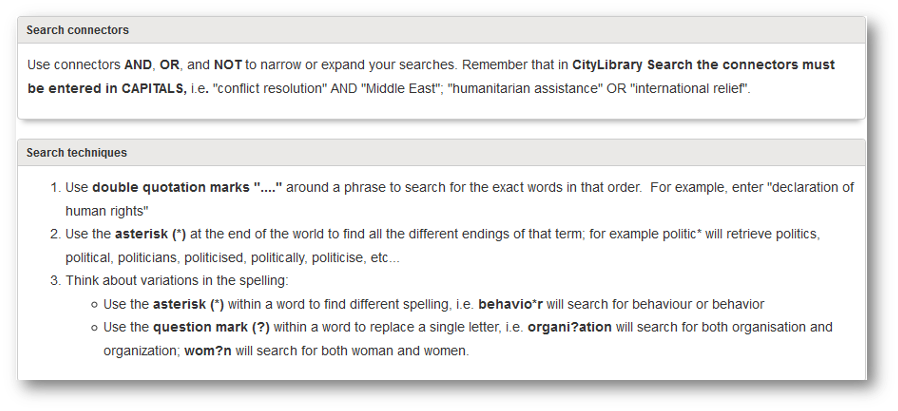 Search connectors
Use connectors AND, OR, and NOT to narrow or expand your searches. Remember that in CityLibrary Search the connectors must
be entered in CAPITALS, i.e. "conflict resolution" AND "Middle East"; "humanitarian assistance" OR "international relief".
Search techniques
1. Use double quotation marks "...." around a phrase to search for the exact words in that order.  For example, enter "declaration of
human rights"
2. Use the asterisk (*) at the end of the world to find all the different endings of that term; for example politic* will retrieve politics,
political, politicians, politicised, politically, politicise, etc...
3. Think about variations in the spelling:
Use the asterisk (*) within a word to find different spelling, i.e. behavio*r will search for behaviour or behavior
Use the question mark (?) within a word to replace a single letter, i.e. organi?ation will search for both organisation and
organization; wom?n will search for both woman and women.